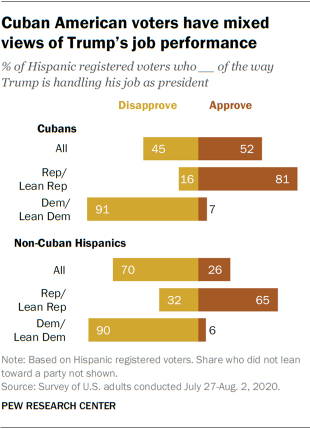 Cuban American voters have mixed
views of Trump's job performance
% of Hispanic registered voters who __ of the way
Trump is handling his job as president
Disapprove Approve
Cubans
All 45 52
Rep/
Lean Rep 16 81
Dem/
Lean Dem 91 7
Non-Cuban Hispanics
All 70 26
Rep/
Lean Rep 32 65
Dem/
Lean Dem 90 6
Note: Based on Hispanic registered voters. Share who did not lean
toward a party not shown.
Source: Survey of U.S. adults conducted July 27-Aug. 2, 2020.
PEW RESEARCH CENTER